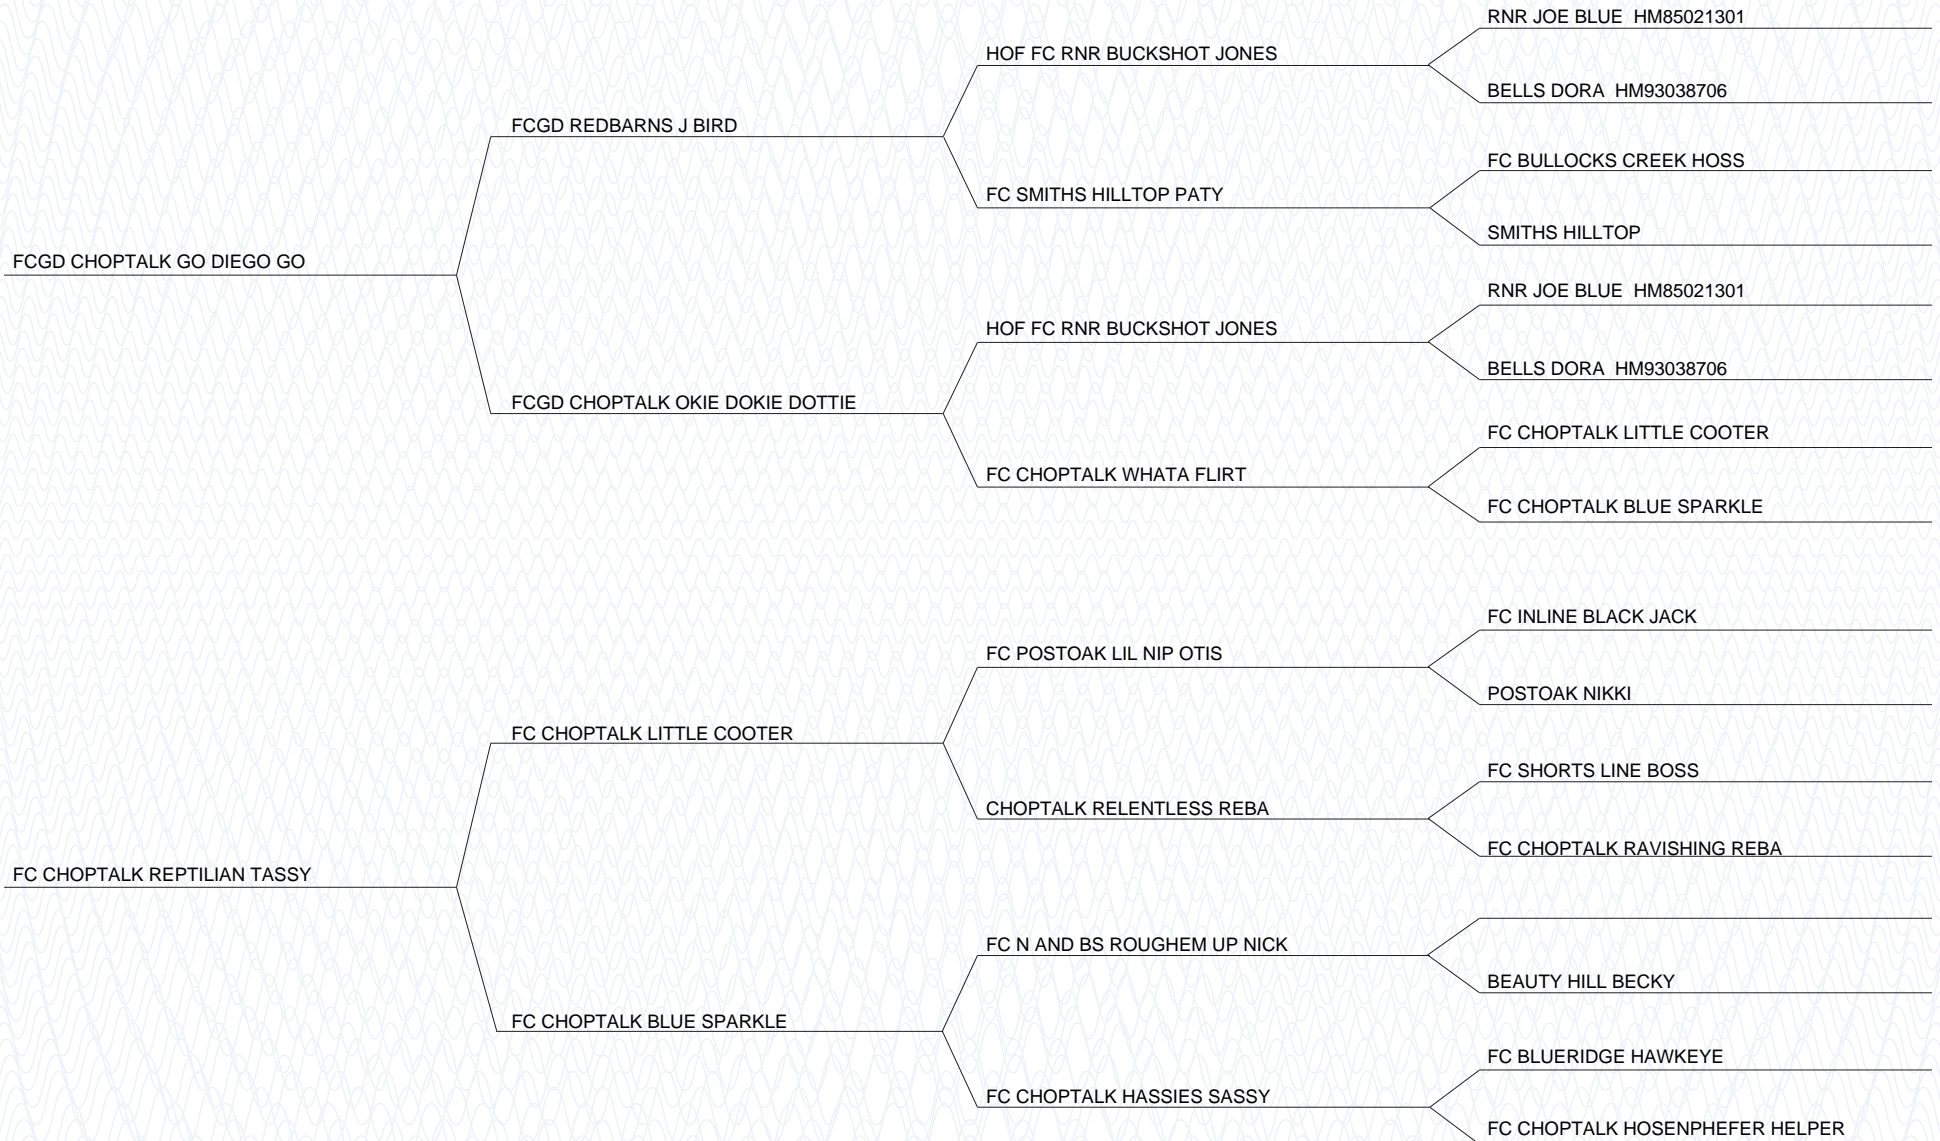 RNR JOE BLUE  HM85021301
HOF FC RNR BUCKSHOT JONES
BELLS DORA  HM93038706
FCGD REDBARNS J BIRD
FC BULLOCKS CREEK HOSS
FC SMITHS HILLTOP PATY
SMITHS HILLTOP
FCGD CHOPTALK GO DIEGO GO
RNR JOE BLUE  HM85021301
HOF FC RNR BUCKSHOT JONES
BELLS DORA  HM93038706
FCGD CHOPTALK OKIE DOKIE DOTTIE
FC CHOPTALK LITTLE COOTER
FC CHOPTALK WHATA FLIRT
FC CHOPTALK BLUE SPARKLE
FC INLINE BLACK JACK
FC POSTOAK LIL NIP OTIS
POSTOAK NIKKI
FC CHOPTALK LITTLE COOTER
FC SHORTS LINE BOSS
CHOPTALK RELENTLESS REBA
FC CHOPTALK RAVISHING REBA
FC CHOPTALK REPTILIAN TASSY
FC N AND BS ROUGHEM UP NICK
BEAUTY HILL BECKY
FC CHOPTALK BLUE SPARKLE
FC BLUERIDGE HAWKEYE
FC CHOPTALK HASSIES SASSY
FC CHOPTALK HOSENPHEFER HELPER